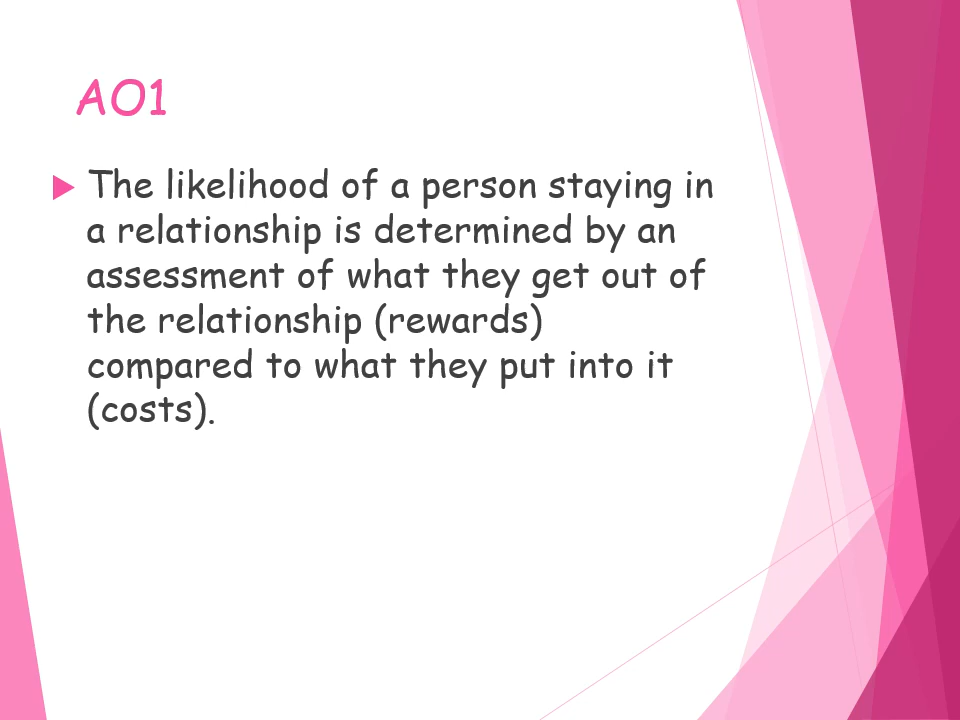 AO1
The likelihood of a person staying in
a relationship is determined by an
assessment of what they get out of
the relationship (rewards)
compared to what they put into it
(costs).